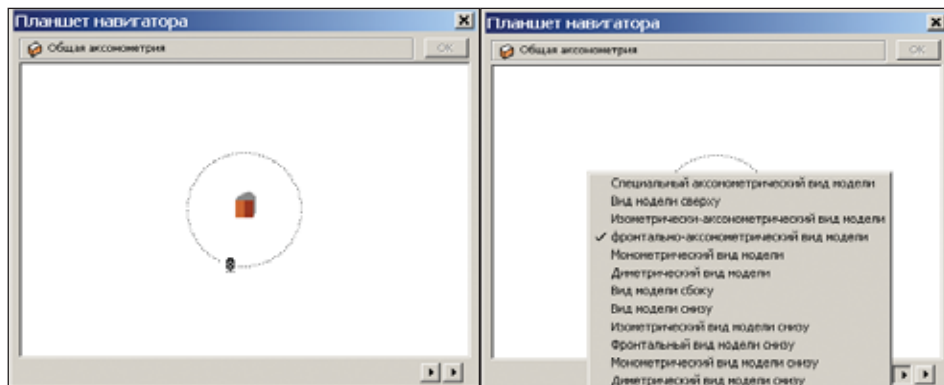 Планшет навигатора
Общая аксонометрия
OK
Планшет навигатора
Общая аксонометрия
OK
Специальный аксонометрический вид модели
Вид модели сверху
Изометрически-аксонометрический вид модели
фронтально-аксонометрический вид модели
Монометрический вид модели
Диметрический вид модели
Вид модели сбоку
Вид модели снизу
Изометрический вид модели снизу
Фронтальный вид модели снизу
Монометрический вид модели снизу
Диметрический вид модели снизу